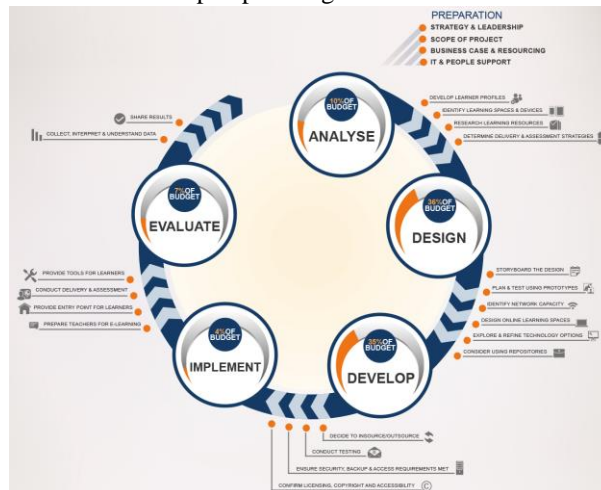 PREPARATION
STRATEGY & LEADERSHIP
SCOPE OF PROJECT
BUSINESS CASE & RESOURCING
IT & PEOPLE SUPPORT
10% OF
BUDGET
ANALYSE
DEVELOP LEARNER PROFILES
IDENTIFY LEARNING SPACES & DEVICES
RESEARCH LEARNING RESOURCES
DETERMINE DELIVERY & ASSESSMENT STRATEGIES
36% OF
BUDGET
DESIGN
STORYBOARD THE DESIGN
PLAN & TEST USING PROTOTYPES
IDENTIFY NETWORK CAPACITY
DESIGN ONLINE LEARNING SPACES
EXPLORE & REFINE TECHNOLOGY OPTIONS
CONSIDER USING REPOSITORIES
35% OF
BUDGET
DEVELOP
DECIDE TO INSOURCE/OUTSOURCE
CONDUCT TESTING
ENSURE SECURITY, BACKUP & ACCESS REQUIREMENTS MET
CONFIRM LICENSING, COPYRIGHT AND ACCESSIBILITY ©
4% OF
BUDGET
IMPLEMENT
PROVIDE TOOLS FOR LEARNERS
CONDUCT DELIVERY & ASSESSMENT
PROVIDE ENTRY POINT FOR LEARNERS
PREPARE TEACHERS FOR E-LEARNING
7% OF
BUDGET
EVALUATE
SHARE RESULTS
COLLECT, INTERPRET & UNDERSTAND DATA